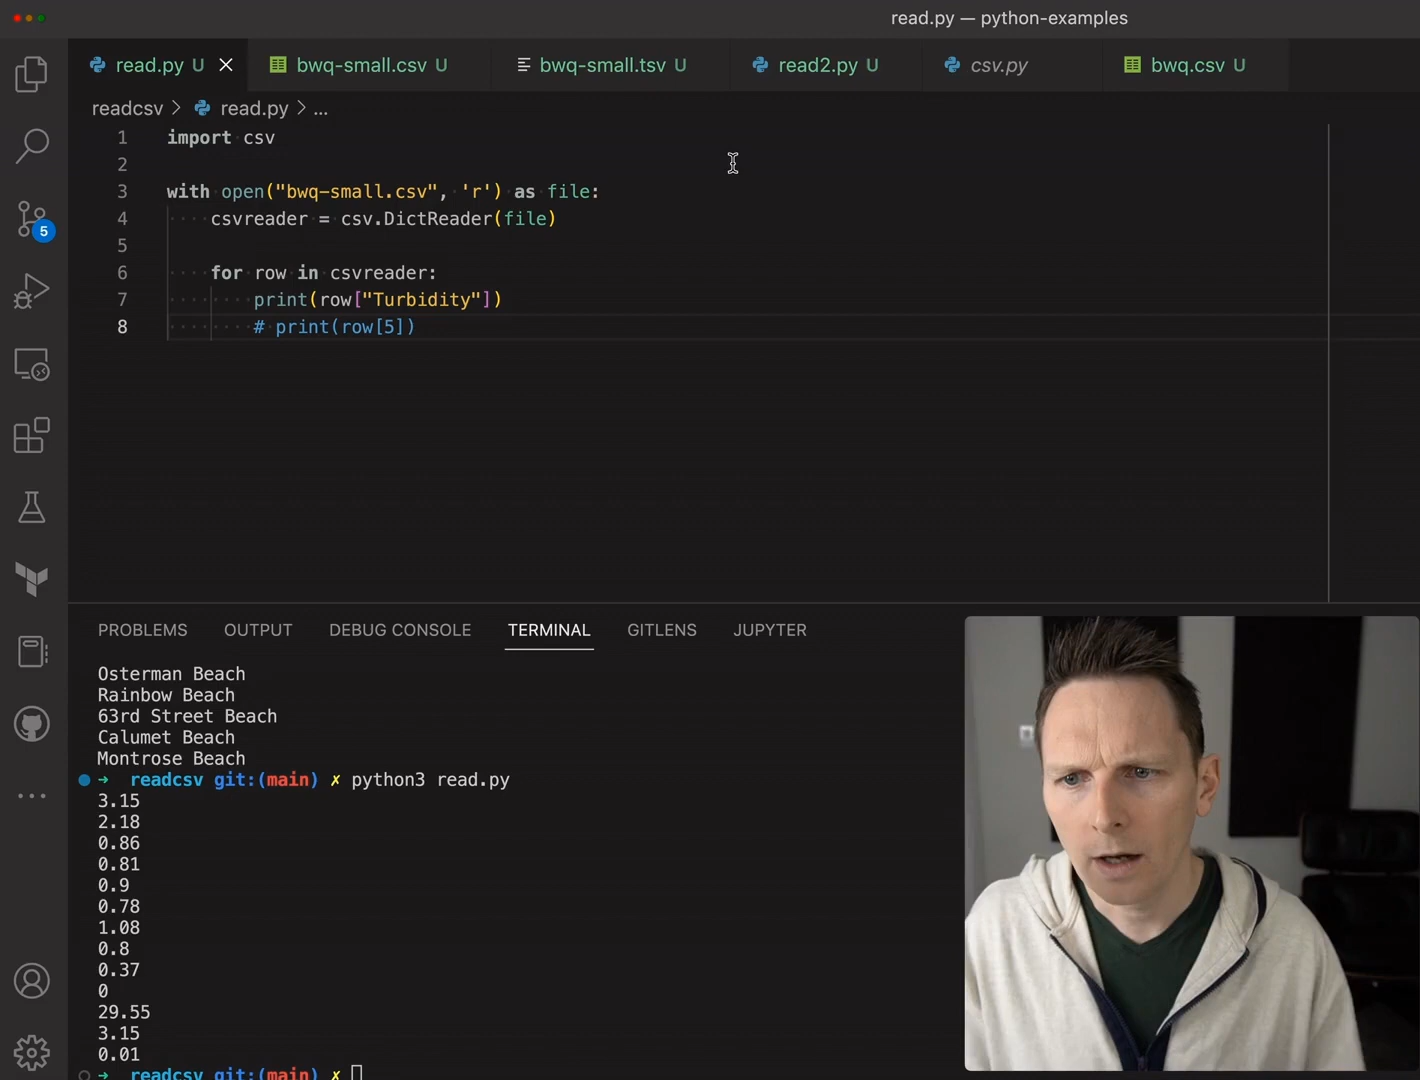 read.py — python-examples
read.py U bwq-small.csv U bwq-small.tsv U read2.py U csv.py bwq.csv U
readcsv > read.py > ...
1 import csv
2
3 with open("bwq-small.csv", 'r') as file:
4 csvreader = csv.DictReader(file)
5
6 for row in csvreader:
7 print(row["Turbidity"])
8 # print(row[5])
5
PROBLEMS OUTPUT DEBUG CONSOLE TERMINAL GITLENS JUPYTER
Osterman Beach
Rainbow Beach
63rd Street Beach
Calumet Beach
Montrose Beach
➜ readcsv git:(main) ✗ python3 read.py
3.15
2.18
0.86
0.81
0.9
0.78
1.08
0.8
0.37
0
29.55
3.15
0.01
➜ readcsv git:(main) ✗